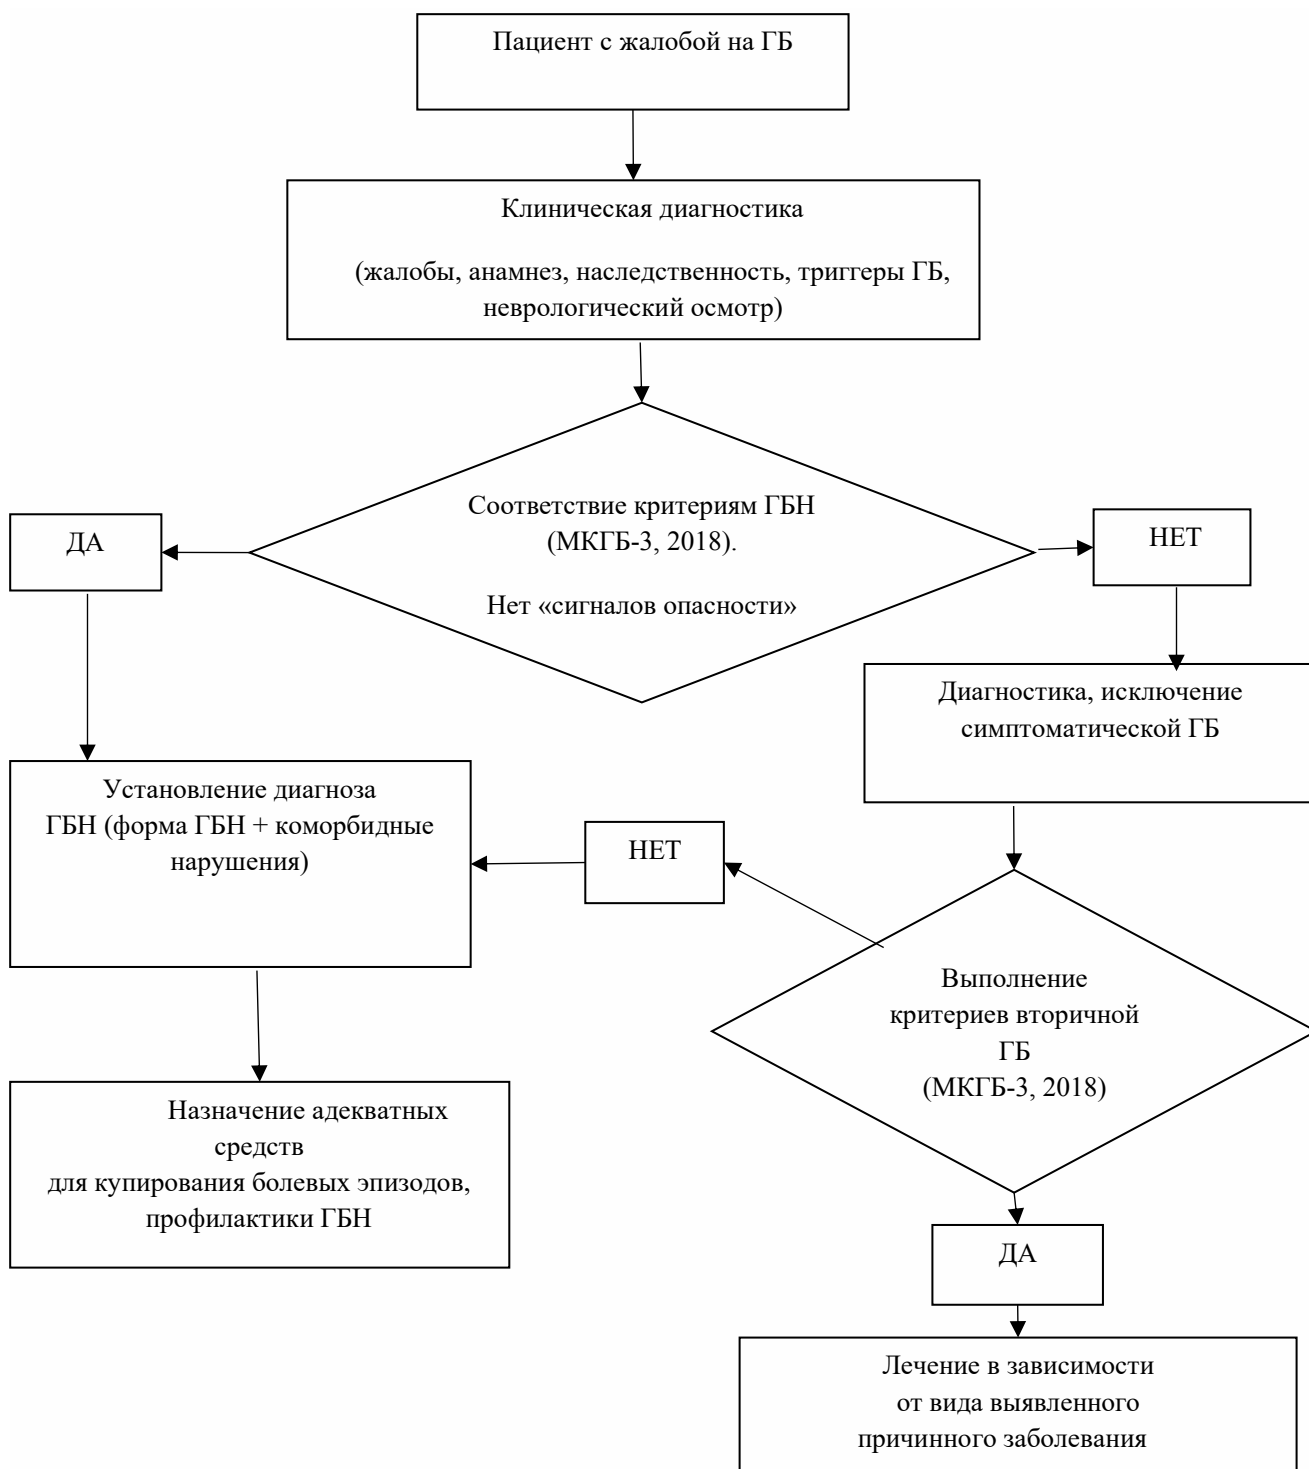 Пациент с жалобой на ГБ
Клиническая диагностика
(жалобы, анамнез, наследственность, триггеры ГБ,
неврологический осмотр)
Соответствие критериям ГБН
(МКГБ-3, 2018).
Нет «сигналов опасности»
ДА
НЕТ
Диагностика, исключение
симптоматической ГБ
Установление диагноза
ГБН (форма ГБН + коморбидные
нарушения)
НЕТ
Выполнение
критериев вторичной
ГБ
(МКГБ-3, 2018)
Назначение адекватных
средств
для купирования болевых эпизодов,
профилактики ГБН
ДА
Лечение в зависимости
от вида выявленного
причинного заболевания